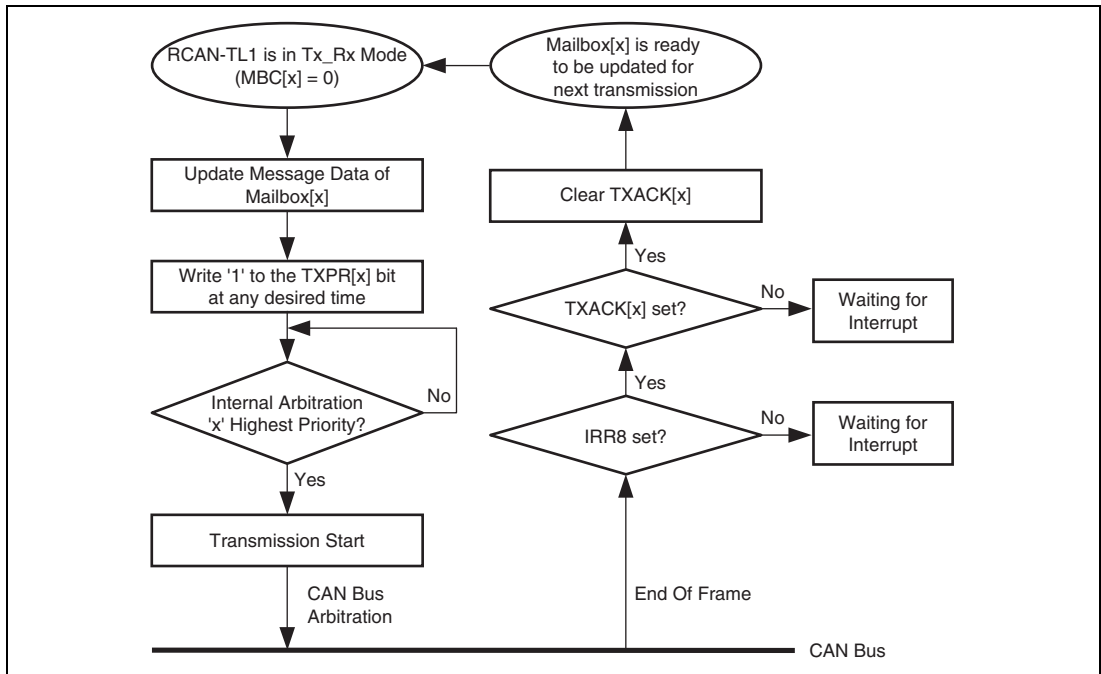 RCAN-TL1 is in Tx_Rx Mode
(MBC[x] = 0)
Update Message Data of
Mailbox[x]
Write '1' to the TXPR[x] bit
at any desired time
Internal Arbitration
'x' Highest Priority?
No
Yes
Transmission Start
CAN Bus
Arbitration
Mailbox[x] is ready
to be updated for
next transmission
Clear TXACK[x]
Yes
TXACK[x] set?
No
Waiting for
Interrupt
Yes
IRR8 set?
No
Waiting for
Interrupt
End Of Frame
CAN Bus